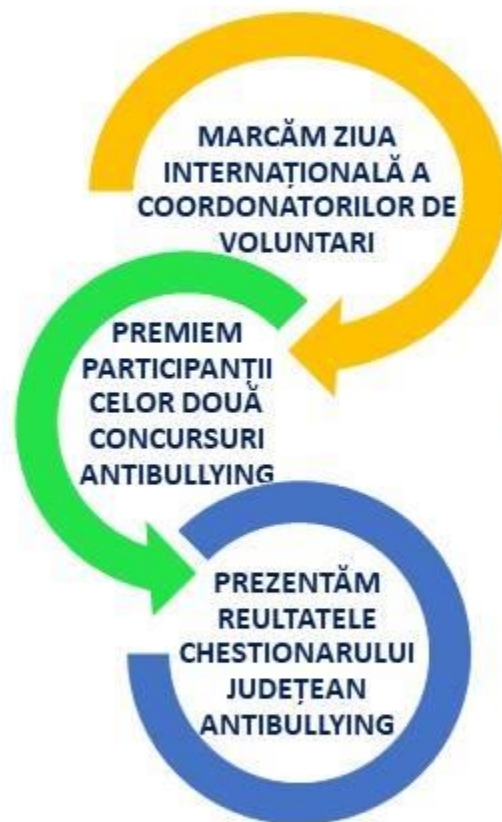 MARCĂM ZIUA
INTERNAȚIONALĂ A
COORDONATORILOR DE
VOLUNTARI
PREMIEM
PARTICIPANȚII
CELOR DOUĂ
CONCURSURI
ANTIBULLYING
PREZENTĂM
REULTATELE
CHESTIONARULUI
JUDEȚEAN
ANTIBULLYING